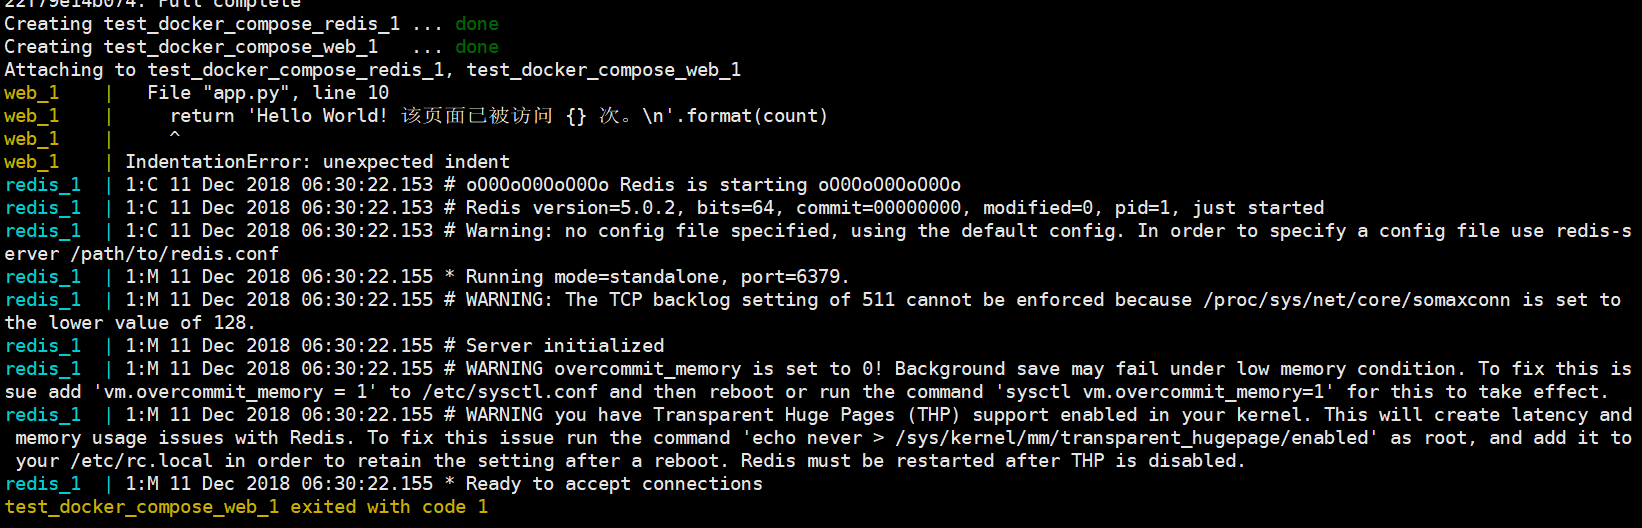 22f79e14b074: Pull complete
Creating test_docker_compose_redis_1 ... done
Creating test_docker_compose_web_1   ... done
Attaching to test_docker_compose_redis_1, test_docker_compose_web_1
web_1    |   File "app.py", line 10
web_1    |     return 'Hello World! 该页面已被访问 {} 次。\n'.format(count)
web_1    |     ^
web_1    | IndentationError: unexpected indent
redis_1  | 1:C 11 Dec 2018 06:30:22.153 # oO0OoO0OoO0Oo Redis is starting oO0OoO0OoO0Oo
redis_1  | 1:C 11 Dec 2018 06:30:22.153 # Redis version=5.0.2, bits=64, commit=00000000, modified=0, pid=1, just started
redis_1  | 1:C 11 Dec 2018 06:30:22.153 # Warning: no config file specified, using the default config. In order to specify a config file use redis-s
erver /path/to/redis.conf
redis_1  | 1:M 11 Dec 2018 06:30:22.155 * Running mode=standalone, port=6379.
redis_1  | 1:M 11 Dec 2018 06:30:22.155 # WARNING: The TCP backlog setting of 511 cannot be enforced because /proc/sys/net/core/somaxconn is set to
the lower value of 128.
redis_1  | 1:M 11 Dec 2018 06:30:22.155 # Server initialized
redis_1  | 1:M 11 Dec 2018 06:30:22.155 # WARNING overcommit_memory is set to 0! Background save may fail under low memory condition. To fix this is
sue add 'vm.overcommit_memory = 1' to /etc/sysctl.conf and then reboot or run the command 'sysctl vm.overcommit_memory=1' for this to take effect.
redis_1  | 1:M 11 Dec 2018 06:30:22.155 # WARNING you have Transparent Huge Pages (THP) support enabled in your kernel. This will create latency and
 memory usage issues with Redis. To fix this issue run the command 'echo never > /sys/kernel/mm/transparent_hugepage/enabled' as root, and add it to
 your /etc/rc.local in order to retain the setting after a reboot. Redis must be restarted after THP is disabled.
redis_1  | 1:M 11 Dec 2018 06:30:22.155 * Ready to accept connections
test_docker_compose_web_1 exited with code 1